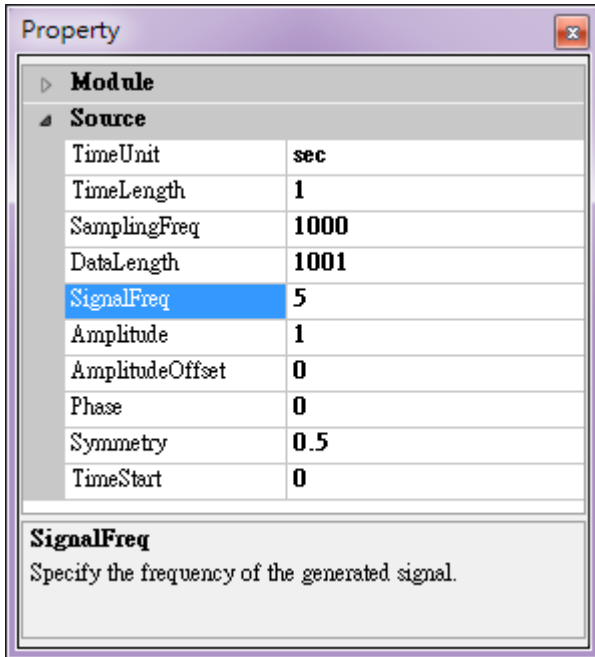 Property
Module
Source
TimeUnit sec
TimeLength 1
SamplingFreq 1000
DataLength 1001
SignalFreq 5
Amplitude 1
AmplitudeOffset 0
Phase 0
Symmetry 0.5
TimeStart 0
SignalFreq
Specify the frequency of the generated signal.